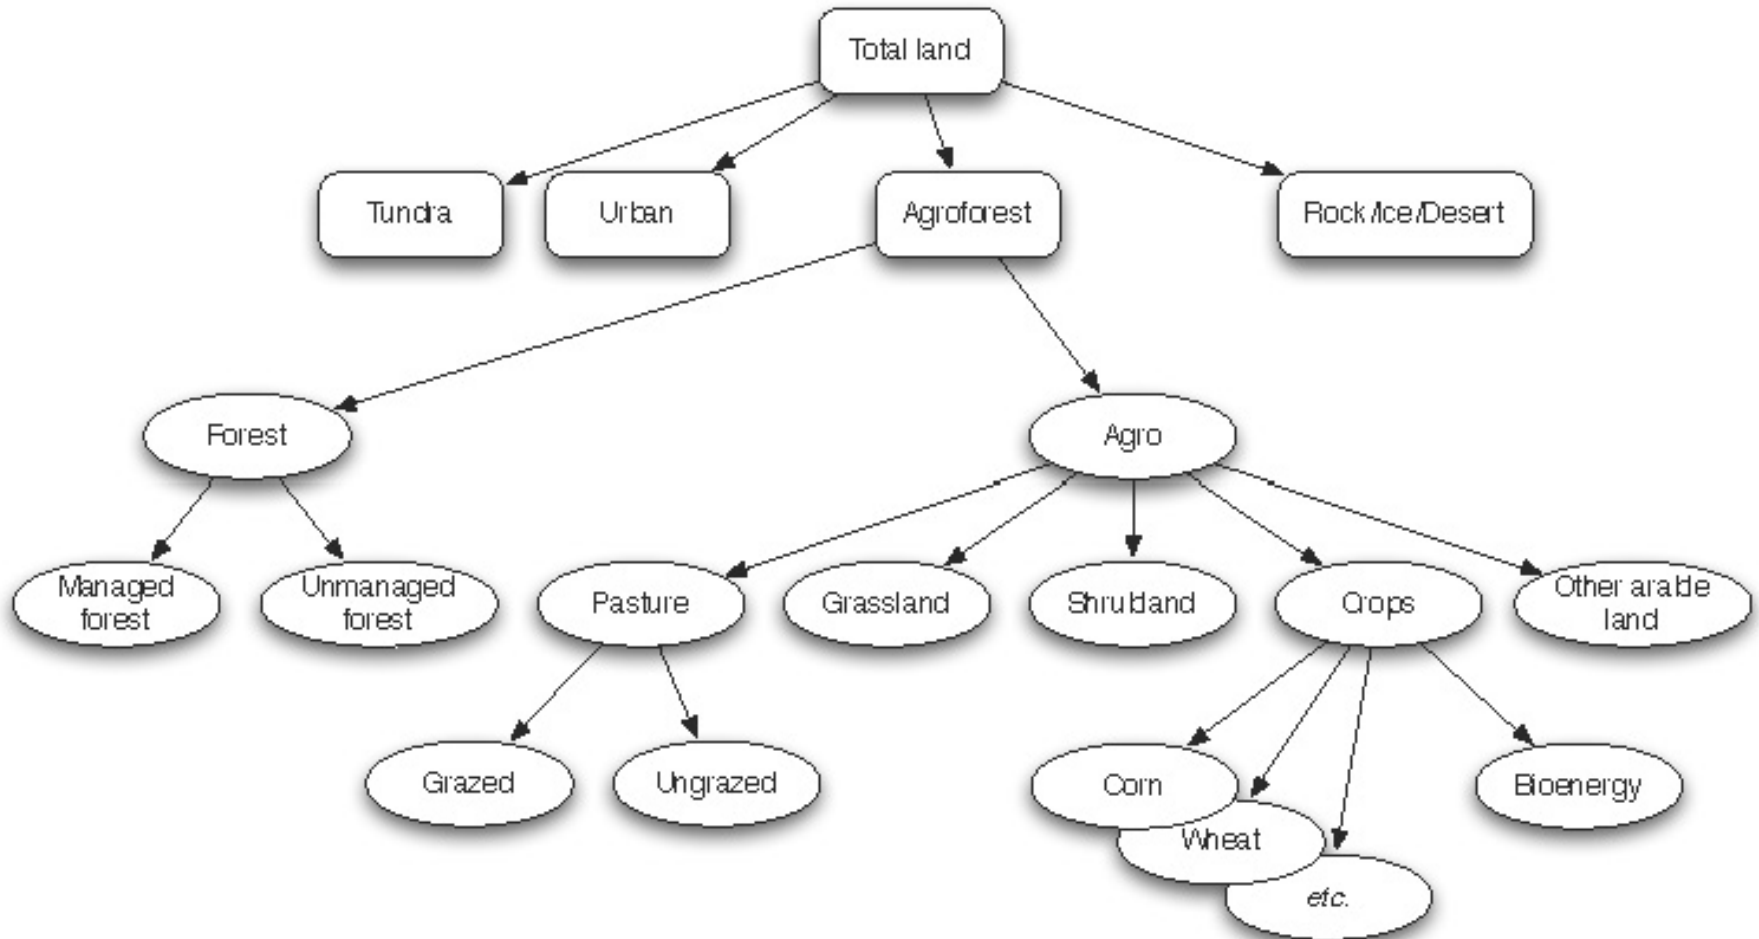 Total land
Tundra
Urban
Agroforest
Rock/Ice/Desert
Forest
Agro
Managed
forest
Unmanaged
forest
Pasture
Grassland
Shrubland
Crops
Other arable
land
Grazed
Ungrazed
Corn
Wheat
etc.
Bioenergy